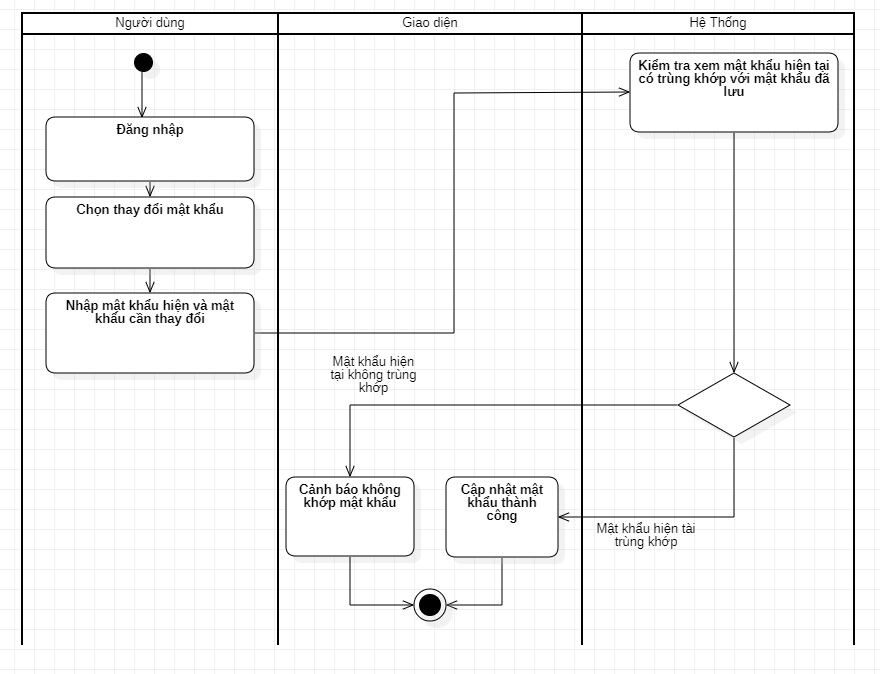 Người dùng
Giao diện
Hệ Thống
Kiểm tra xem mật khẩu hiện tại
có trùng khớp với mật khẩu đã
lưu
Đăng nhập
Chọn thay đổi mật khẩu
Nhập mật khẩu hiện và mật
khẩu cần thay đổi
Mật khẩu hiện
tại không trùng
khớp
Cảnh báo không
khớp mật khẩu
Cập nhật mật
khẩu thành
công
Mật khẩu hiện tài
trùng khớp